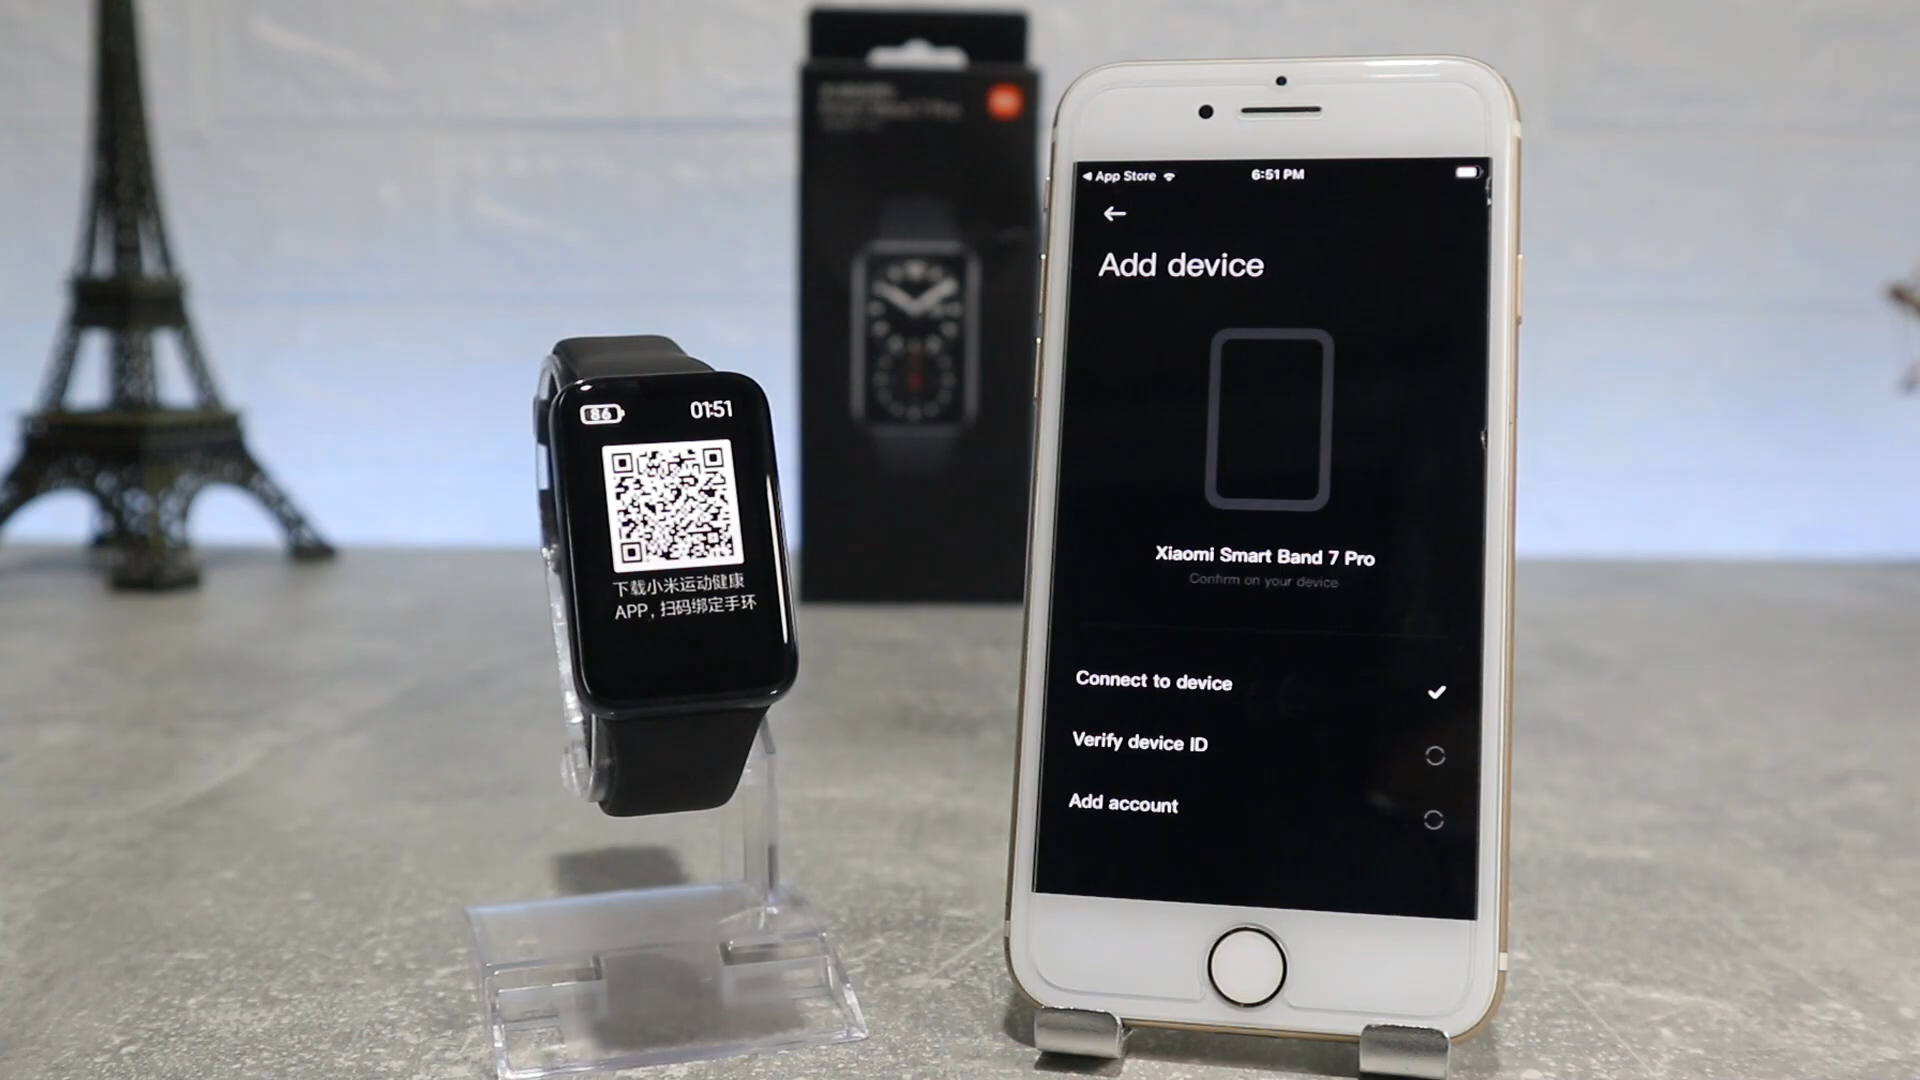 86
01:51
下载小米运动健康
APP，扫码绑定手环
App Store
6:51 PM
Add device
Xiaomi Smart Band 7 Pro
Confirm on your device
Connect to device
Verify device ID
Add account